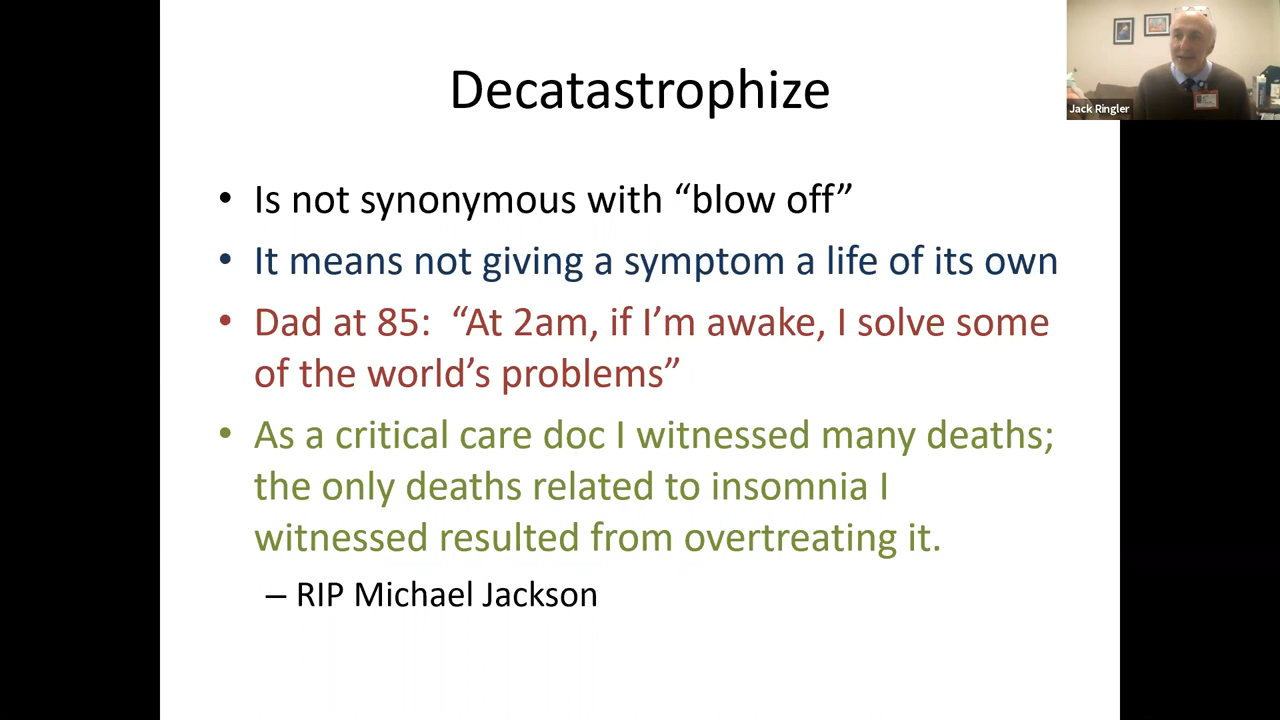 Decatastrophize
• Is not synonymous with “blow off”
• It means not giving a symptom a life of its own
• Dad at 85:  “At 2am, if I’m awake, I solve some
of the world’s problems”
• As a critical care doc I witnessed many deaths;
the only deaths related to insomnia I
witnessed resulted from overtreating it.
– RIP Michael Jackson
Jack Ringler